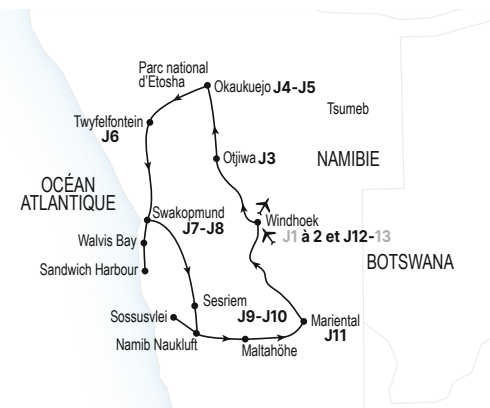 Parc national
d'Etosha
Okaukuejo J4-J5
Tsumeb
Twyfelfontein
J6
Otjiwa J3
NAMIBIE
OCÉAN
ATLANTIQUE
Swakopmund
J7-J8
Windhoek
J1 à 2 et J12-13
Walvis Bay
BOTSWANA
Sandwich Harbour
Sesriem
J9-J10
Sossusvlei
Mariental
J11
Namib Naukluft
Maltahöhe